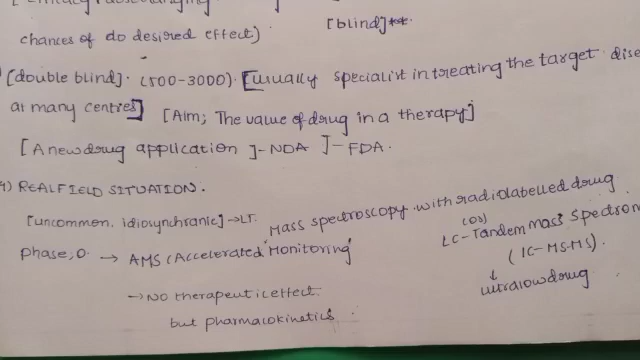 chances of do desired effect)
[blind]
[double blind]. (500-3000). [usually specialist in treating the target dise
at many centres] [Aim; The value of drug in a therapy]
[A new drug application ]-NDA ]-FDA.
4) REALFIELD SITUATION.
[uncommon. idiosynchranic]→LT.
Mass spectroscopy with radiolabelled drug
(or)
Phase;0. → AMS (Accelerated Monitoring
LC-Tandem mass Spectrom
(LC-MS-MS).
↓
ultralowdrug
→ No therapeutic effect.
but pharmacokinetics.